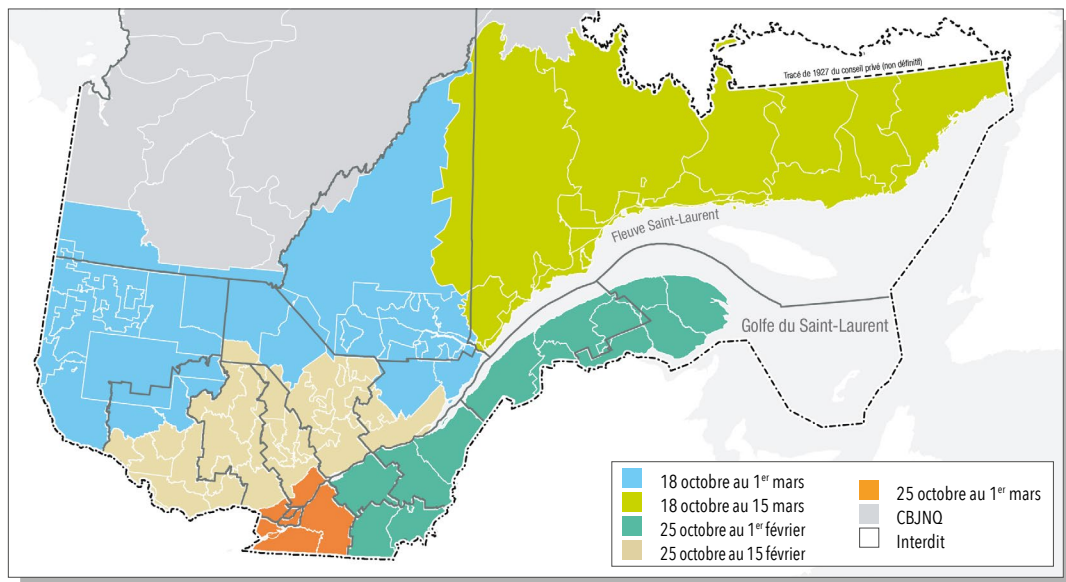 Tracé de 1927 du conseil privé (non définitif)
Fleuve Saint-Laurent
Golfe du Saint-Laurent
18 octobre au 1er mars
18 octobre au 15 mars
25 octobre au 1er février
25 octobre au 15 février
25 octobre au 1er mars
CBJNQ
Interdit